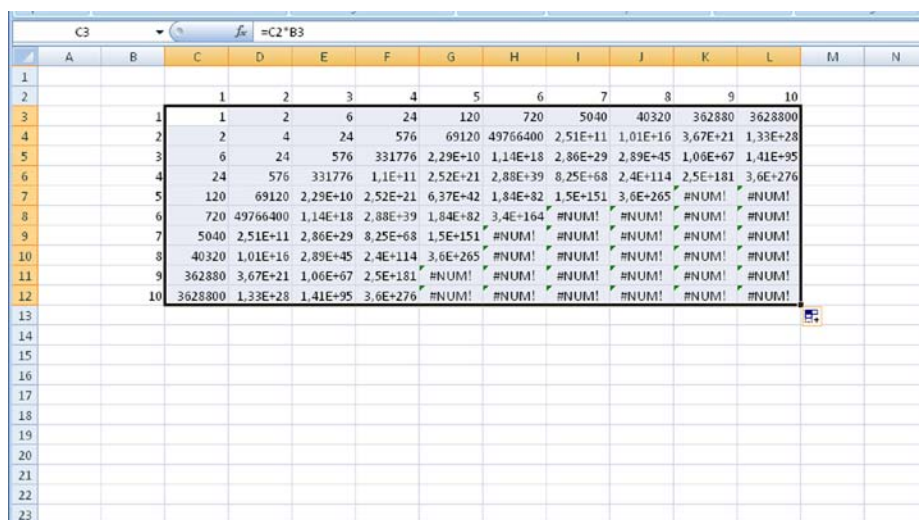 C3 fx =C2*B3
A B C D E F G H I J K L M N
1
2 1 2 3 4 5 6 7 8 9 10
3 1 1 2 6 24 120 720 5040 40320 362880 3628800
4 2 2 4 24 576 69120 49766400 2,51E+11 1,01E+16 3,67E+21 1,33E+28
5 3 6 24 576 331776 2,29E+10 1,14E+18 2,86E+29 2,89E+45 1,06E+67 1,41E+95
6 4 24 576 331776 1,1E+11 2,52E+21 2,88E+39 8,25E+68 2,4E+114 2,5E+181 3,6E+276
7 5 120 69120 2,29E+10 2,52E+21 6,37E+42 1,84E+82 1,5E+151 3,6E+265 #NUM! #NUM!
8 6 720 49766400 1,14E+18 2,88E+39 1,84E+82 3,4E+164 #NUM! #NUM! #NUM! #NUM!
9 7 5040 2,51E+11 2,86E+29 8,25E+68 1,5E+151 #NUM! #NUM! #NUM! #NUM! #NUM!
10 8 40320 1,01E+16 2,89E+45 2,4E+114 3,6E+265 #NUM! #NUM! #NUM! #NUM! #NUM!
11 9 362880 3,67E+21 1,06E+67 2,5E+181 #NUM! #NUM! #NUM! #NUM! #NUM! #NUM!
12 10 3628800 1,33E+28 1,41E+95 3,6E+276 #NUM! #NUM! #NUM! #NUM! #NUM! #NUM!
13
14
15
16
17
18
19
20
21
22
23